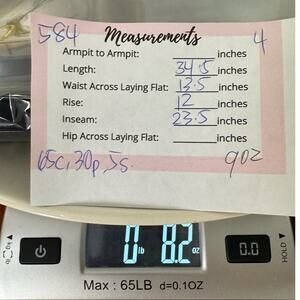 584 Measurements 4
Armpit to Armpit: inches
Length: 34.5 inches
Waist Across Laying Flat: 13.5 inches
Rise: 12 inches
Inseam: 23.5 inches
Hip Across Laying Flat: inches
65c, 30p, 5s 9oz
kg lb 0 lb 8.2 oz 0.0 HOLD
Max : 65LB d=0.1OZ